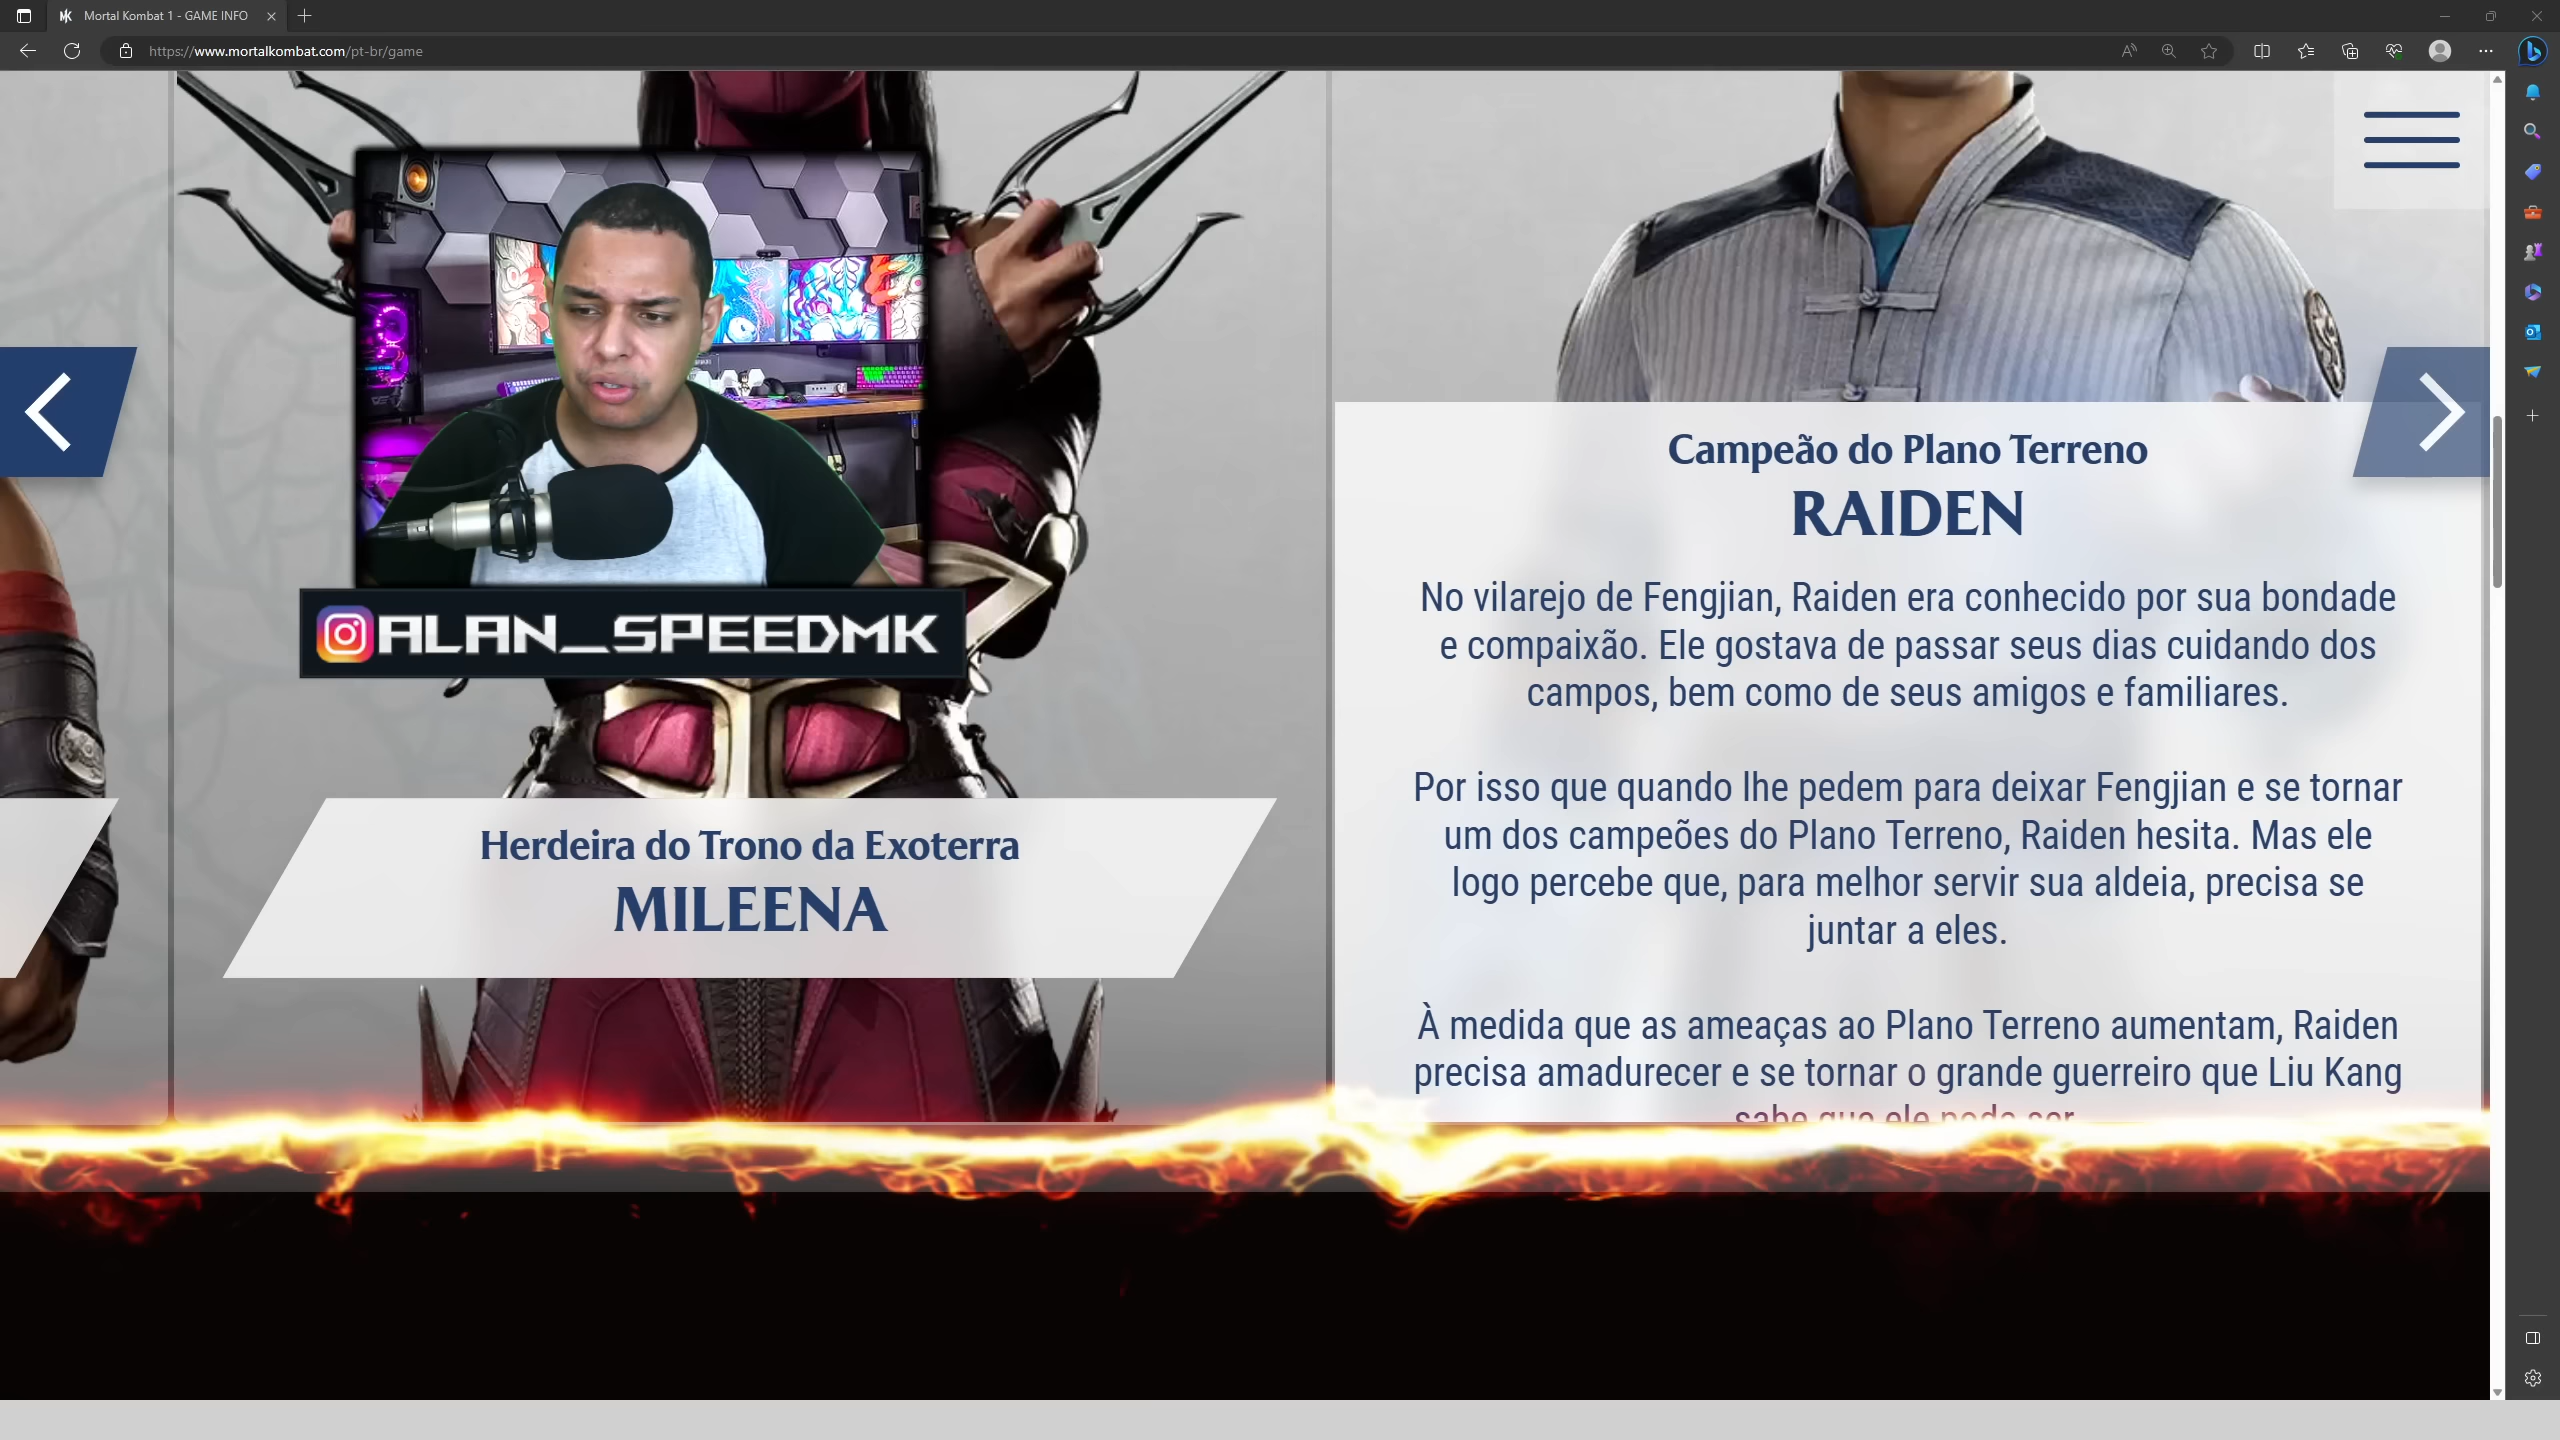 Mortal Kombat 1 - GAME INFO
https://www.mortalkombat.com/pt-br/game
ALAN_SPEEDMK
Herdeira do Trono da Exoterra
MILEENA
Campeão do Plano Terreno
RAIDEN
No vilarejo de Fengjian, Raiden era conhecido por sua bondade
e compaixão. Ele gostava de passar seus dias cuidando dos
campos, bem como de seus amigos e familiares.
Por isso que quando lhe pedem para deixar Fengjian e se tornar
um dos campeões do Plano Terreno, Raiden hesita. Mas ele
logo percebe que, para melhor servir sua aldeia, precisa se
juntar a eles.
À medida que as ameaças ao Plano Terreno aumentam, Raiden
precisa amadurecer e se tornar o grande guerreiro que Liu Kang
sabe que ele pode ser.